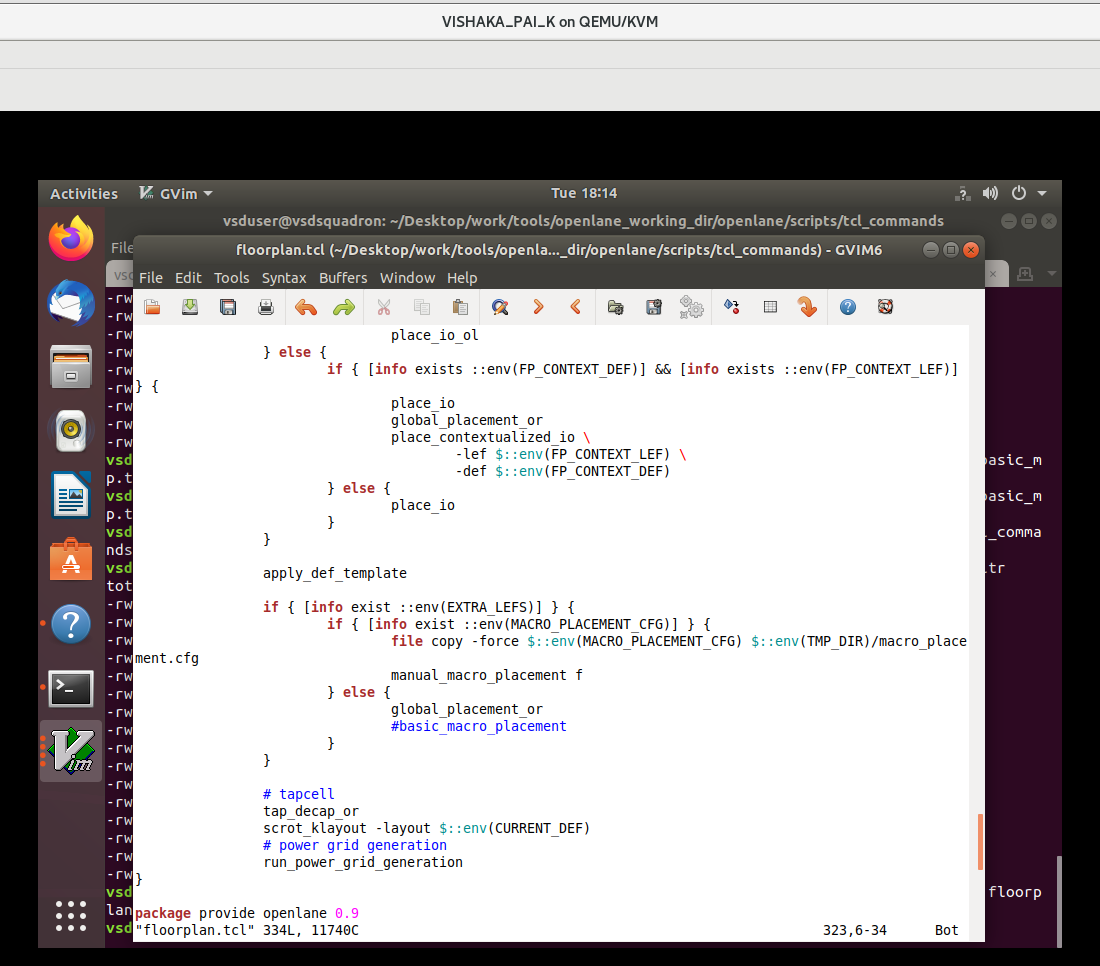 VISHAKA_PAI_K on QEMU/KVM
Activities GVim Tue 18:14
vsduser@vsdsquadron: ~/Desktop/work/tools/openlane_working_dir/openlane/scripts/tcl_commands
File
floorplan.tcl (~/Desktop/work/tools/openla..._dir/openlane/scripts/tcl_commands) - GVIM6
vsd
File Edit Tools Syntax Buffers Window Help
-rw
-rw
-rw place_io_ol
-rw } else {
-rw if { [info exists ::env(FP_CONTEXT_DEF)] && [info exists ::env(FP_CONTEXT_LEF)]
-rw } {
-rw place_io
-rw global_placement_or
-rw place_contextualized_io \
vsd -lef $::env(FP_CONTEXT_LEF) \ basic_m
p.t -def $::env(FP_CONTEXT_DEF)
vsd } else { basic_m
p.t place_io
}
vsd } l_comma
nds
vsd apply_def_template tr
tot
-rw if { [info exist ::env(EXTRA_LEFS)] } {
-rw if { [info exist ::env(MACRO_PLACEMENT_CFG)] } {
-rw file copy -force $::env(MACRO_PLACEMENT_CFG) $::env(TMP_DIR)/macro_place
-rw ment.cfg
-rw manual_macro_placement f
-rw } else {
-rw global_placement_or
-rw #basic_macro_placement
-rw }
-rw }
-rw
-rw # tapcell
-rw tap_decap_or
-rw scrot_klayout -layout $::env(CURRENT_DEF)
-rw # power grid generation
-rw run_power_grid_generation
}
vsd floorp
lan package provide openlane 0.9
vsd "floorplan.tcl" 334L, 11740C 323,6-34 Bot